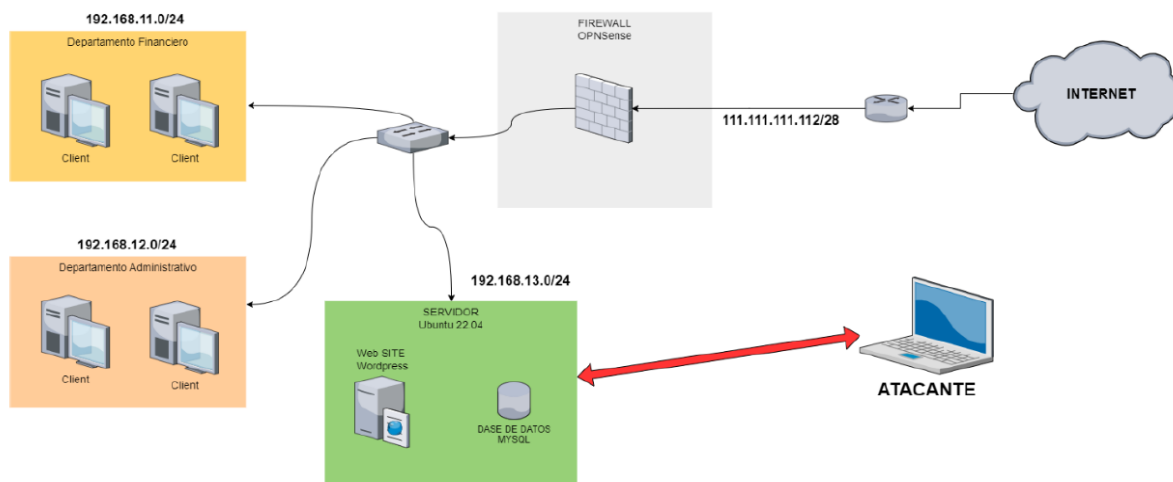 192.168.11.0/24
Departamento Financiero
Client
Client
FIREWALL
OPNSense
111.111.111.112/28
INTERNET
192.168.12.0/24
Departamento Administrativo
Client
Client
192.168.13.0/24
SERVIDOR
Ubuntu 22.04
Web SITE
Wordpress
DASE DE DATOS
MYSQL
ATACANTE